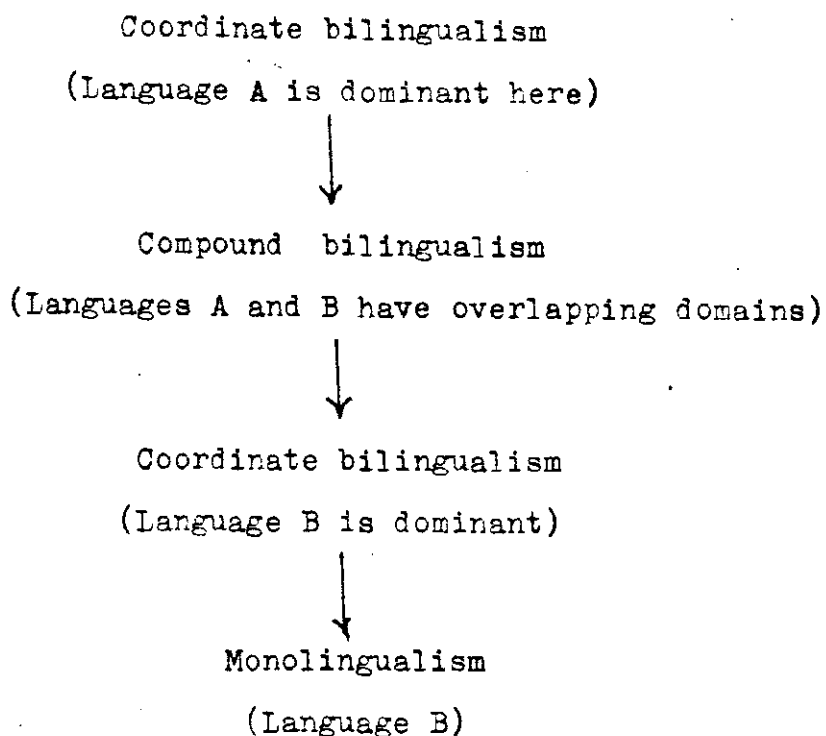 Coordinate bilingualism
(Language A is dominant here)
Compound bilingualism
(Languages A and B have overlapping domains)
Coordinate bilingualism
(Language B is dominant)
Monolingualism
(Language B)